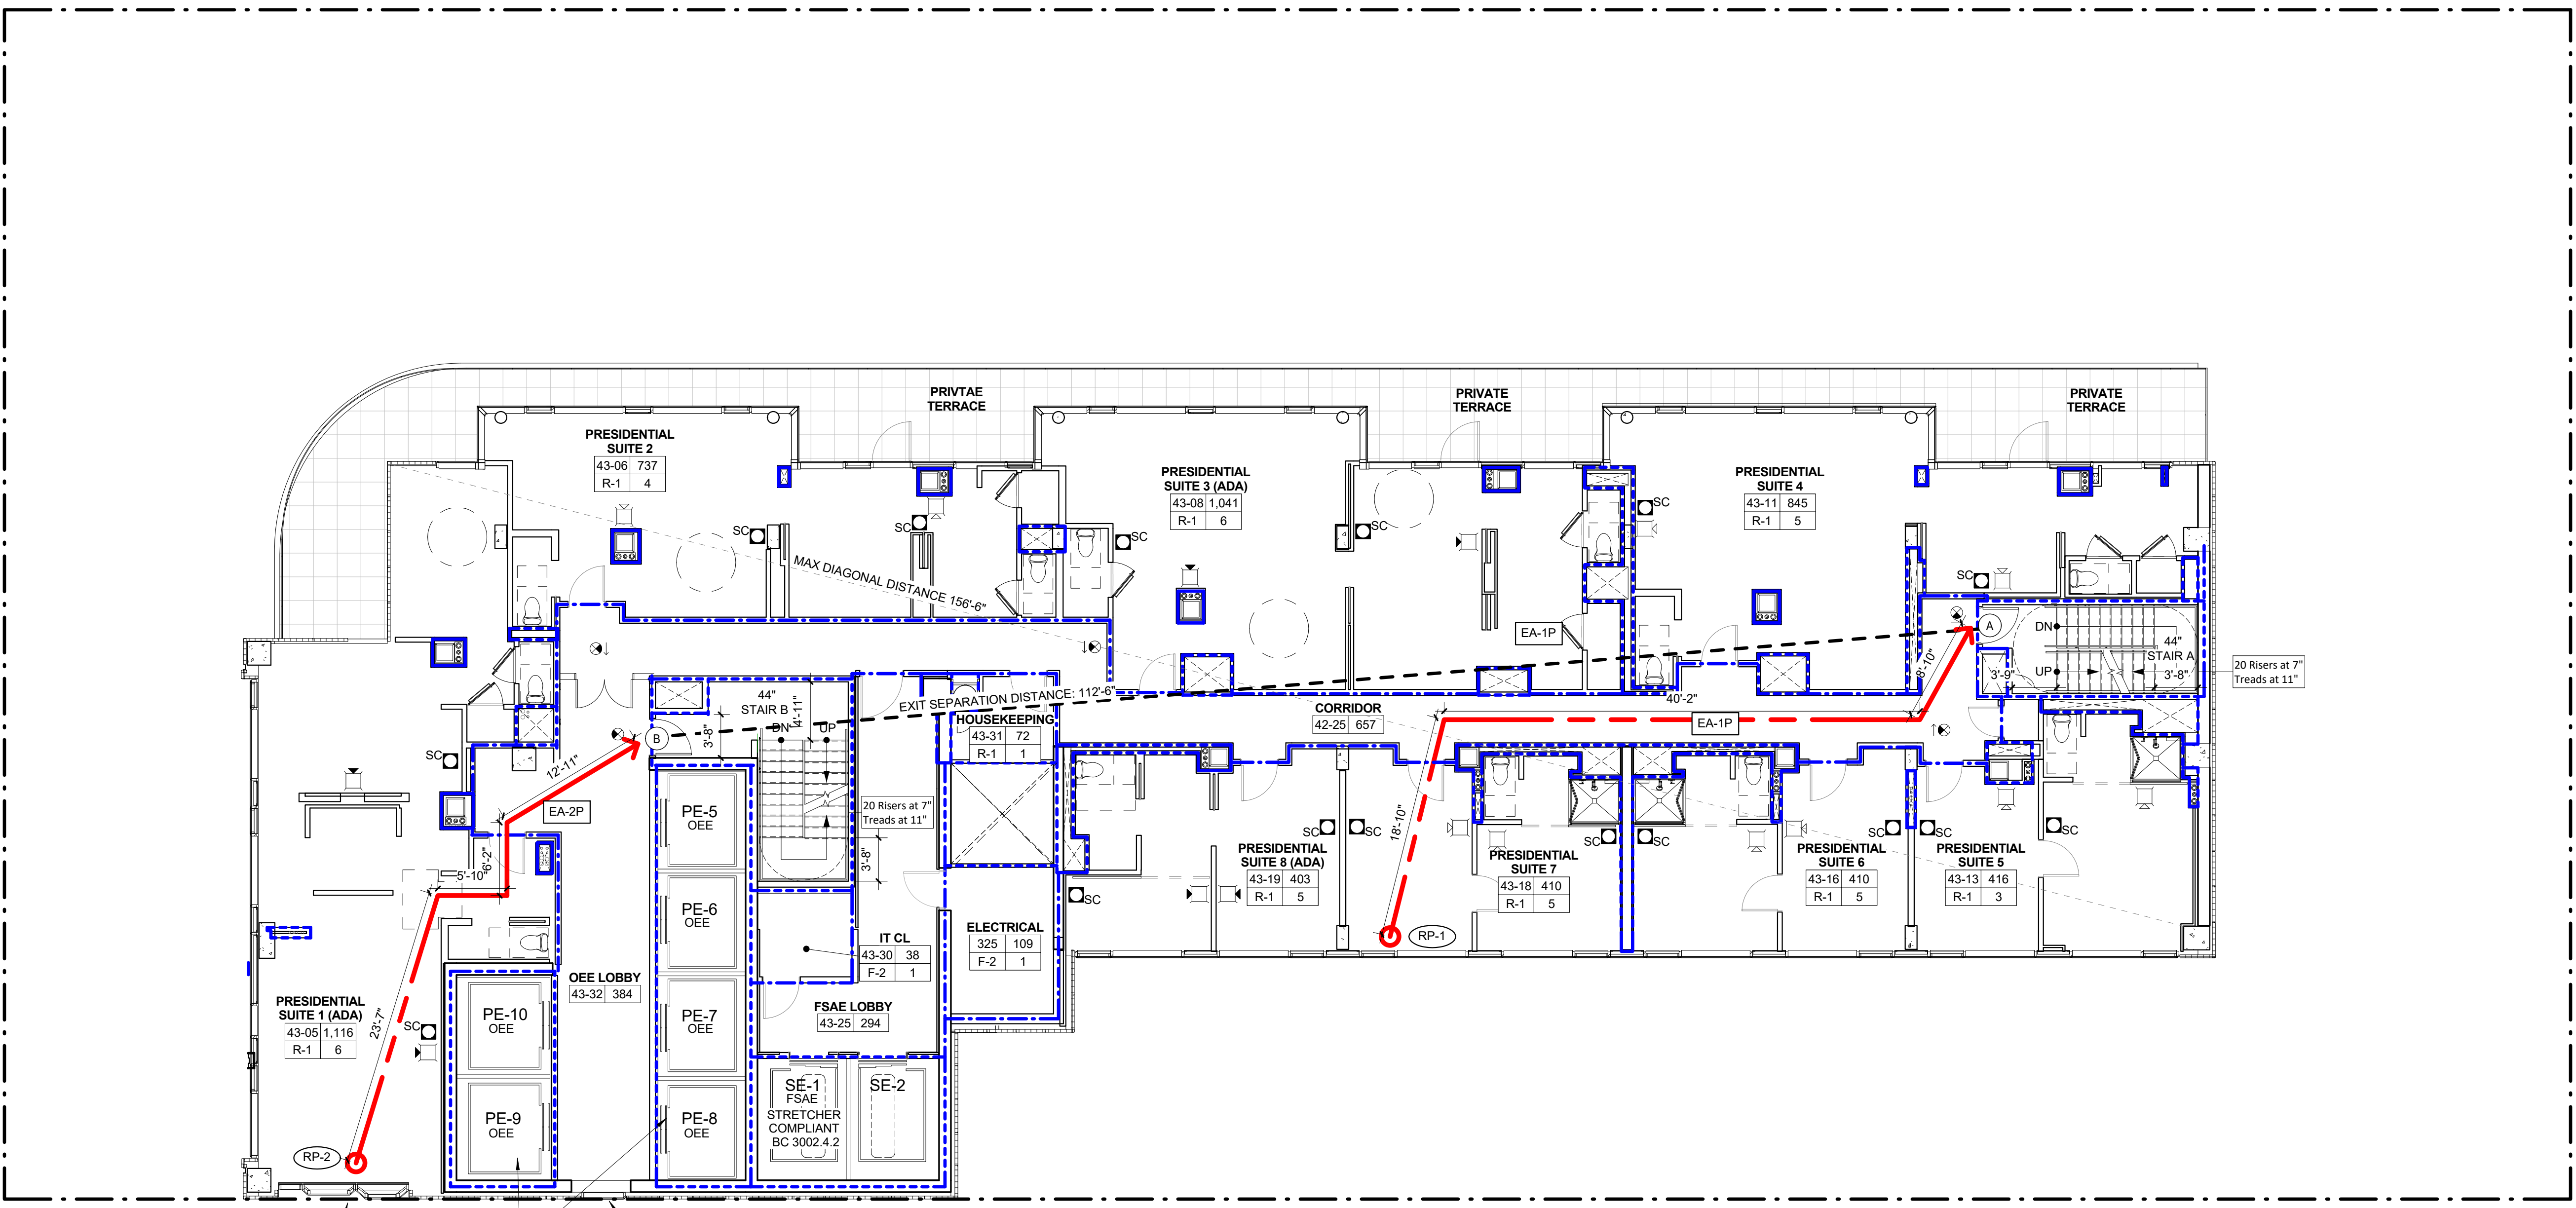 PRIVTAE
TERRACE
PRIVATE
TERRACE
PRIVATE
TERRACE
PRESIDENTIAL
SUITE 2
43-06 737
R-1 4
PRESIDENTIAL
SUITE 3 (ADA)
43-08 1,041
R-1 6
PRESIDENTIAL
SUITE 4
43-11 845
R-1 5
SC
SC
SC
SC
SC
SC
MAX DIAGONAL DISTANCE 156'-6"
EA-1P
A
DN
UP
44"
STAIR A
3'-9"
3'-8"
8'-10"
20 Risers at 7"
Treads at 11"
EXIT SEPARATION DISTANCE: 112'-6"
44"
STAIR B
4'-11"
DN
UP
3'-8"
B
HOUSEKEEPING
43-31 72
R-1 1
CORRIDOR
42-25 657
40'-2"
EA-1P
SC
12'-11"
EA-2P
6'-2"
5'-10"
PE-5
OEE
20 Risers at 7"
Treads at 11"
3'-8"
18'-10"
SC
SC
SC
SC
SC
SC
SC
SC
PRESIDENTIAL
SUITE 8 (ADA)
43-19 403
R-1 5
PRESIDENTIAL
SUITE 7
43-18 410
R-1 5
PRESIDENTIAL
SUITE 6
43-16 410
R-1 5
PRESIDENTIAL
SUITE 5
43-13 416
R-1 3
RP-1
PE-6
OEE
IT CL
43-30 38
F-2 1
ELECTRICAL
325 109
F-2 1
OEE LOBBY
43-32 384
PRESIDENTIAL
SUITE 1 (ADA)
43-05 1,116
R-1 6
23'-7"
SC
PE-10
OEE
PE-7
OEE
FSAE LOBBY
43-25 294
PE-9
OEE
PE-8
OEE
SE-1
FSAE
STRETCHER
COMPLIANT
BC 3002.4.2
SE-2
RP-2